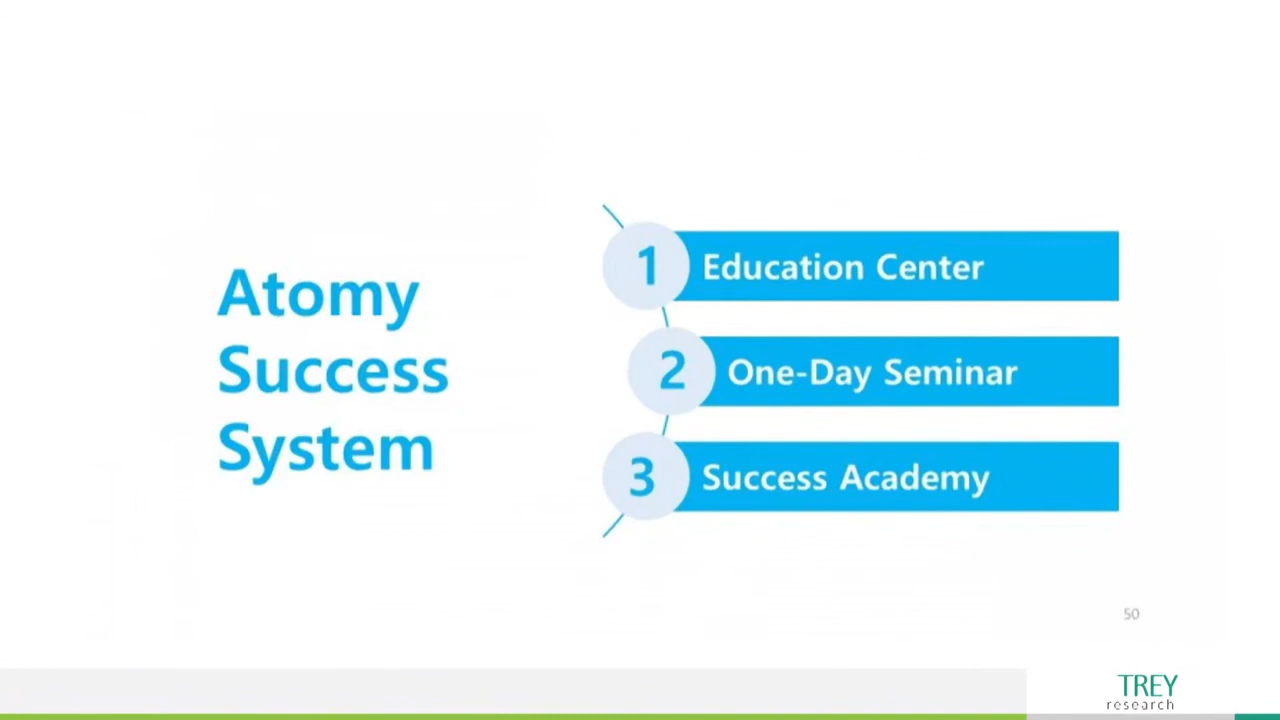 Atomy
Success
System
1 Education Center
2 One-Day Seminar
3 Success Academy
50
TREY
research